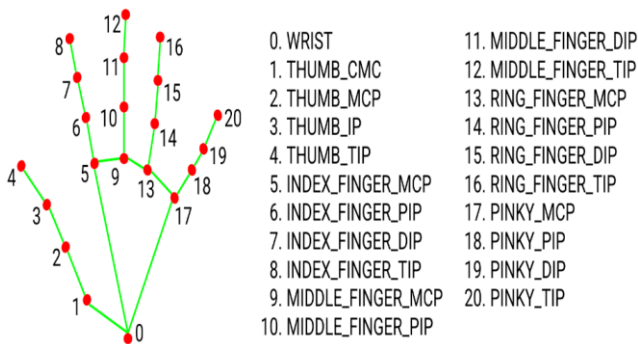 12
8
16
11
7
15
10
20
6
14
19
5
9
13
18
4
17
3
2
1
0
0. WRIST
1. THUMB_CMC
2. THUMB_MCP
3. THUMB_IP
4. THUMB_TIP
5. INDEX_FINGER_MCP
6. INDEX_FINGER_PIP
7. INDEX_FINGER_DIP
8. INDEX_FINGER_TIP
9. MIDDLE_FINGER_MCP
10. MIDDLE_FINGER_PIP
11. MIDDLE_FINGER_DIP
12. MIDDLE_FINGER_TIP
13. RING_FINGER_MCP
14. RING_FINGER_PIP
15. RING_FINGER_DIP
16. RING_FINGER_TIP
17. PINKY_MCP
18. PINKY_PIP
19. PINKY_DIP
20. PINKY_TIP